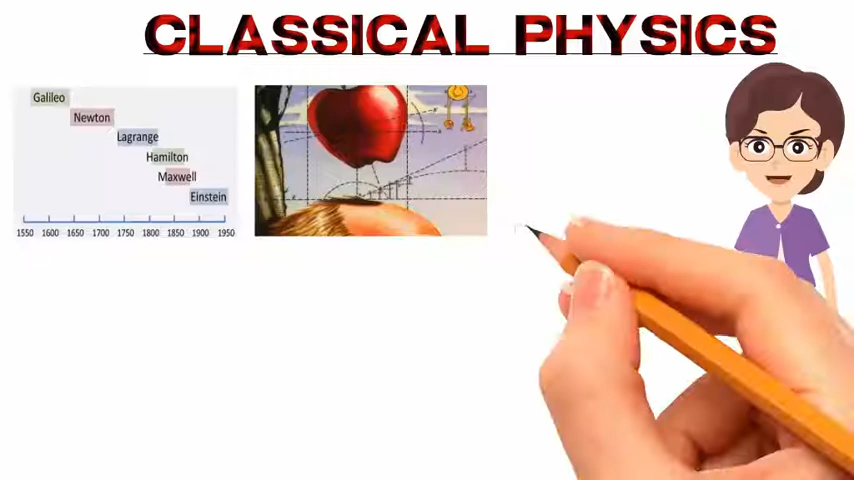 CLASSICAL PHYSICS
Galileo
Newton
Lagrange
Hamilton
Maxwell
Einstein
1550 1600 1650 1700 1750 1800 1850 1900 1950